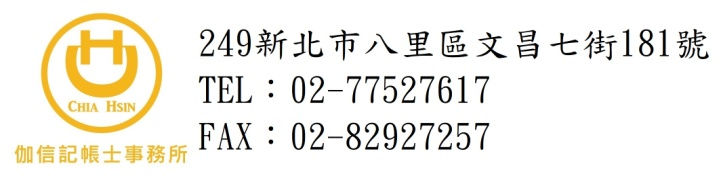 CHIA HSIN
伽信記帳士事務所
249新北市八里區文昌七街181號
TEL：02-77527617
FAX：02-82927257